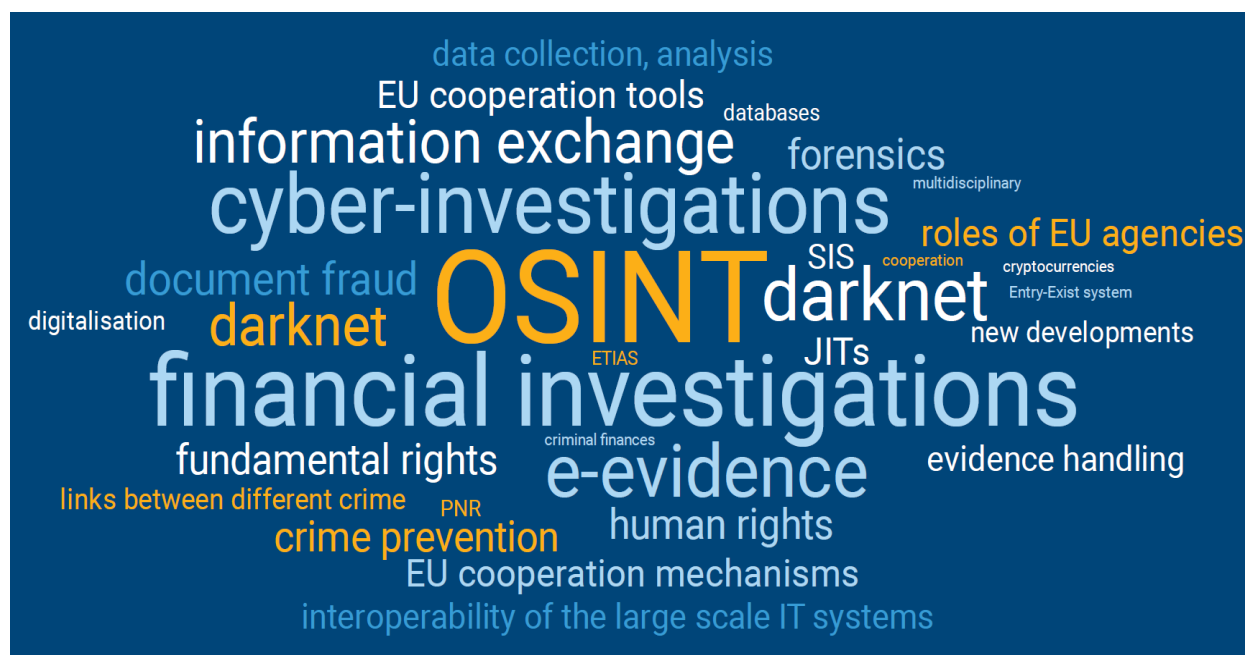 data collection, analysis
EU cooperation tools
databases
information exchange
forensics
cyber-investigations
multidisciplinary
roles of EU agencies
SIS
cooperation
cryptocurrencies
document fraud
OSINT
darknet
Entry-Exist system
digitalisation
darknet
new developments
ETIAS
JITs
financial investigations
criminal finances
fundamental rights
e-evidence
evidence handling
links between different crime
PNR
human rights
crime prevention
EU cooperation mechanisms
interoperability of the large scale IT systems